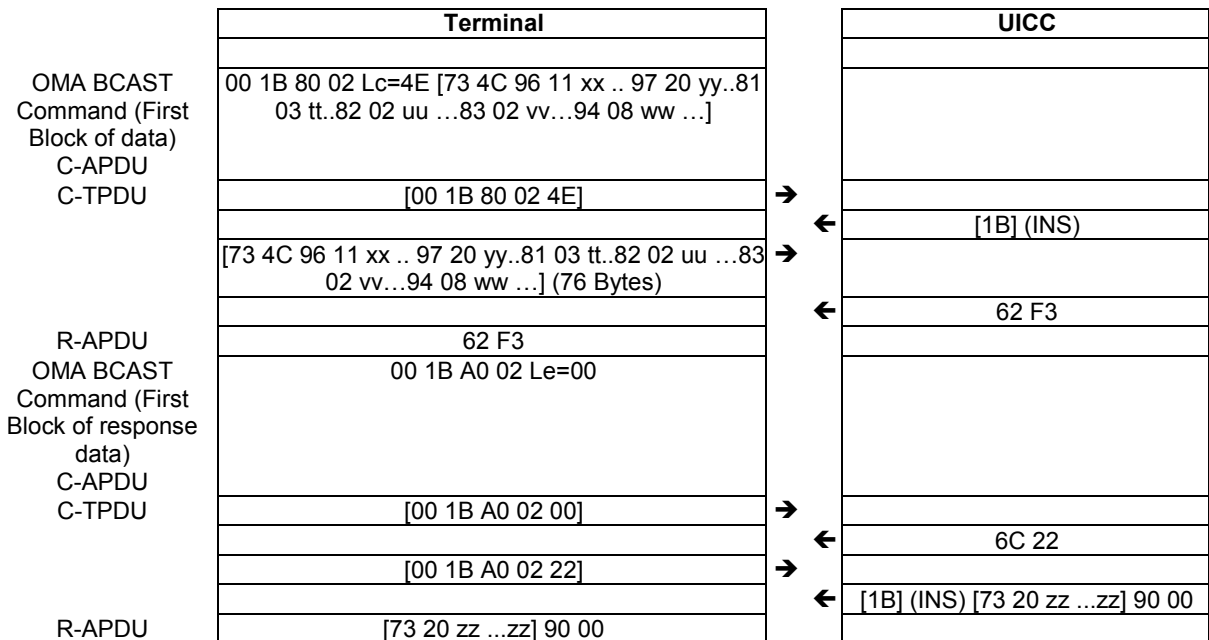 Terminal UICC
OMA BCAST 00 1B 80 02 Lc=4E [73 4C 96 11 xx .. 97 20 yy..81
Command (First 03 tt..82 02 uu …83 02 vv…94 08 ww …]
Block of data)
C-APDU
C-TPDU [00 1B 80 02 4E] ➔
← [1B] (INS)
[73 4C 96 11 xx .. 97 20 yy..81 03 tt..82 02 uu …83 ➔
02 vv…94 08 ww …] (76 Bytes)
← 62 F3
R-APDU 62 F3
OMA BCAST 00 1B A0 02 Le=00
Command (First
Block of response
data)
C-APDU
C-TPDU [00 1B A0 02 00] ➔
← 6C 22
[00 1B A0 02 22] ➔
← [1B] (INS) [73 20 zz ...zz] 90 00
R-APDU [73 20 zz ...zz] 90 00